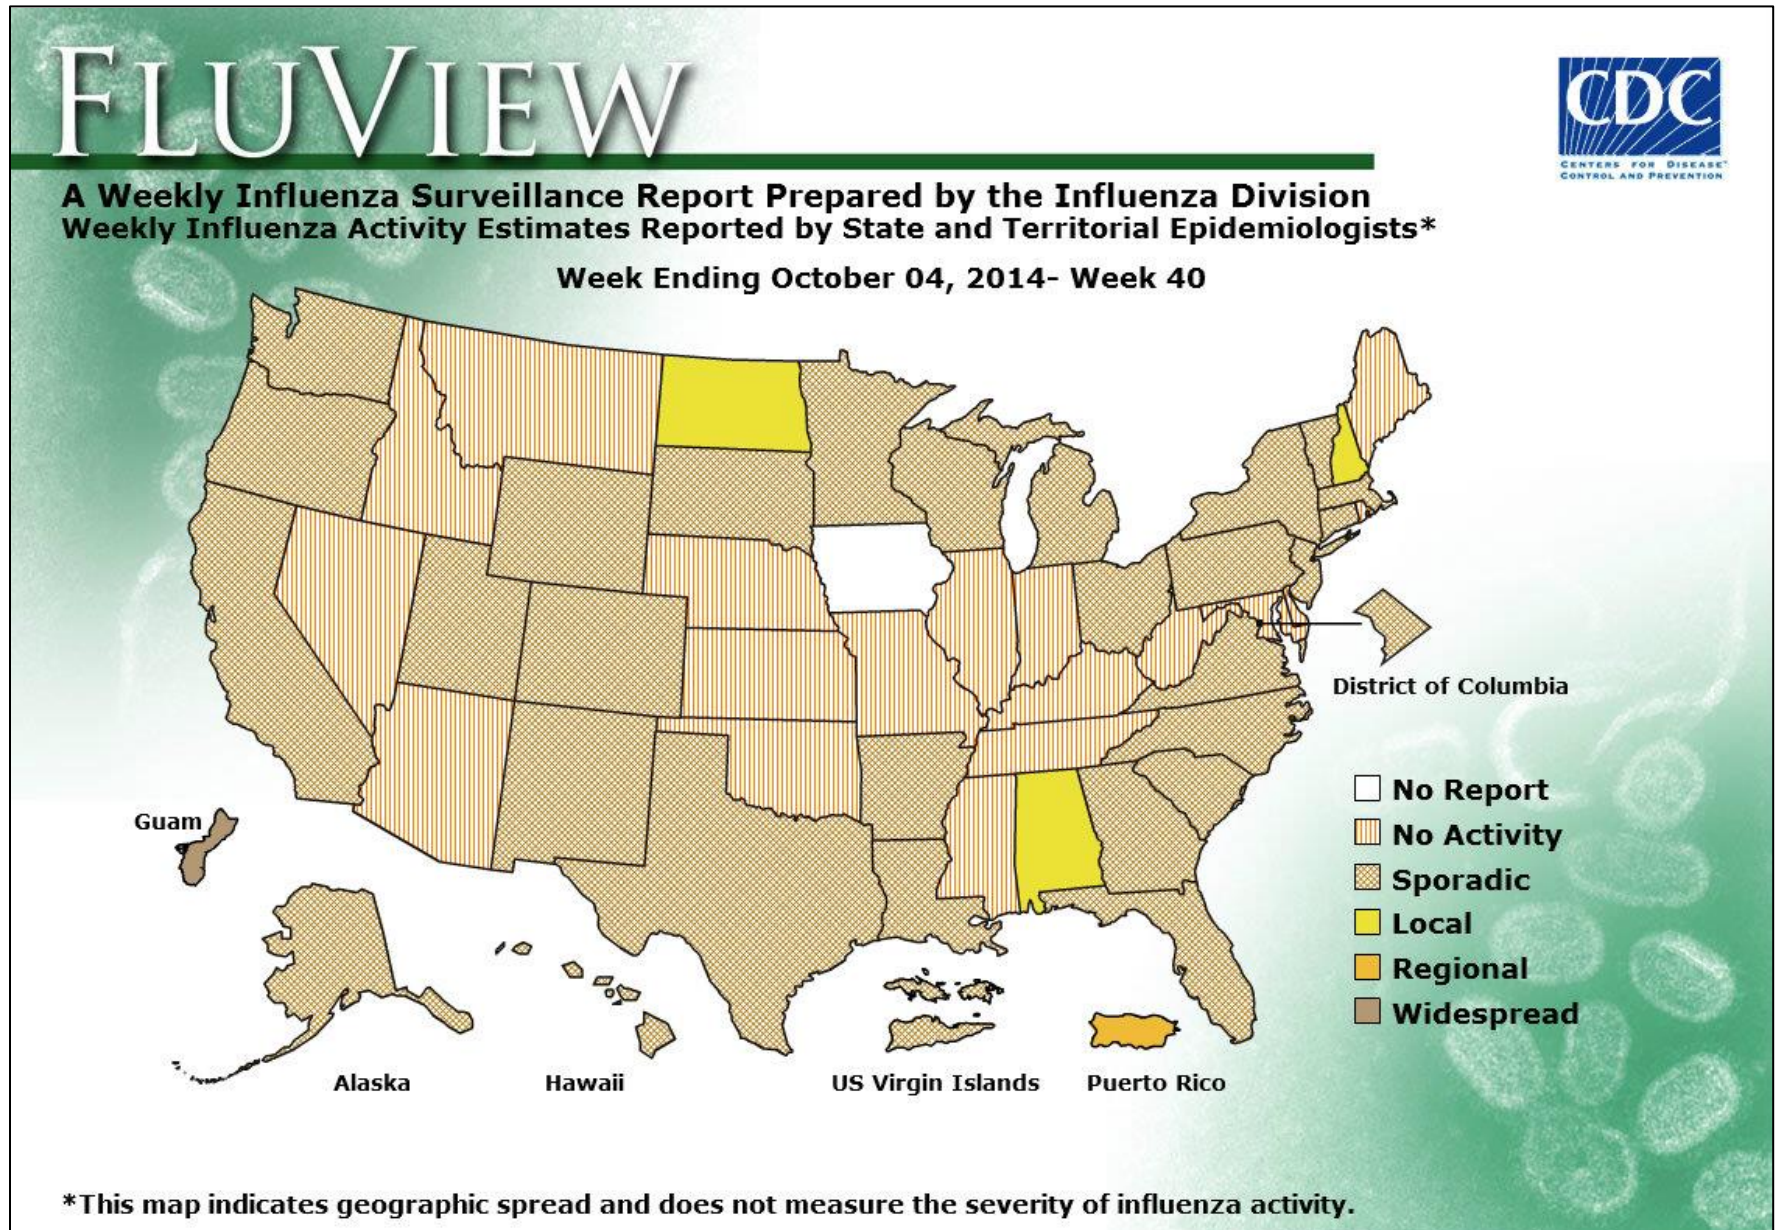 FLUVIEW
CDC
CENTERS FOR DISEASE™
CONTROL AND PREVENTION
A Weekly Influenza Surveillance Report Prepared by the Influenza Division
Weekly Influenza Activity Estimates Reported by State and Territorial Epidemiologists*
Week Ending October 04, 2014- Week 40
District of Columbia
No Report
No Activity
Sporadic
Local
Regional
Widespread
Guam
Alaska
Hawaii
US Virgin Islands
Puerto Rico
*This map indicates geographic spread and does not measure the severity of influenza activity.